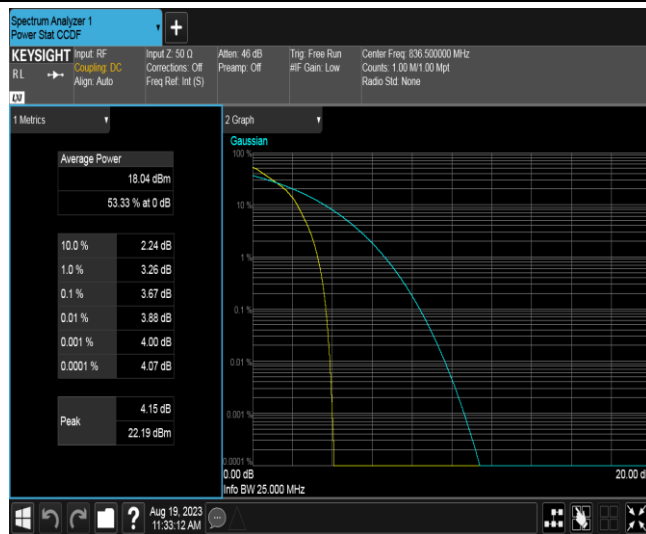 Spectrum Analyzer 1
Power Stat CCDF
+
KEYSIGHT
RL
Input: RF
Coupling: DC
Align: Auto
Input Z: 50 Ω
Corrections: Off
Freq Ref: Int (S)
Atten: 46 dB
Preamp: Off
Trig: Free Run
#IF Gain: Low
Center Freq: 836.500000 MHz
Counts: 1.00 M/1.00 Mpt
Radio Std: None
1 Metrics
Average Power
18.04 dBm
53.33 % at 0 dB
10.0 % 2.24 dB
1.0 % 3.26 dB
0.1 % 3.67 dB
0.01 % 3.88 dB
0.001 % 4.00 dB
0.0001 % 4.07 dB
Peak
4.15 dB
22.19 dBm
2 Graph
Gaussian
100 %
10 %
1 %
0.1 %
0.01 %
0.001 %
0.0001 %
0.00 dB
20.00 d
Info BW 25.000 MHz
?
Aug 19, 2023
11:33:12 AM